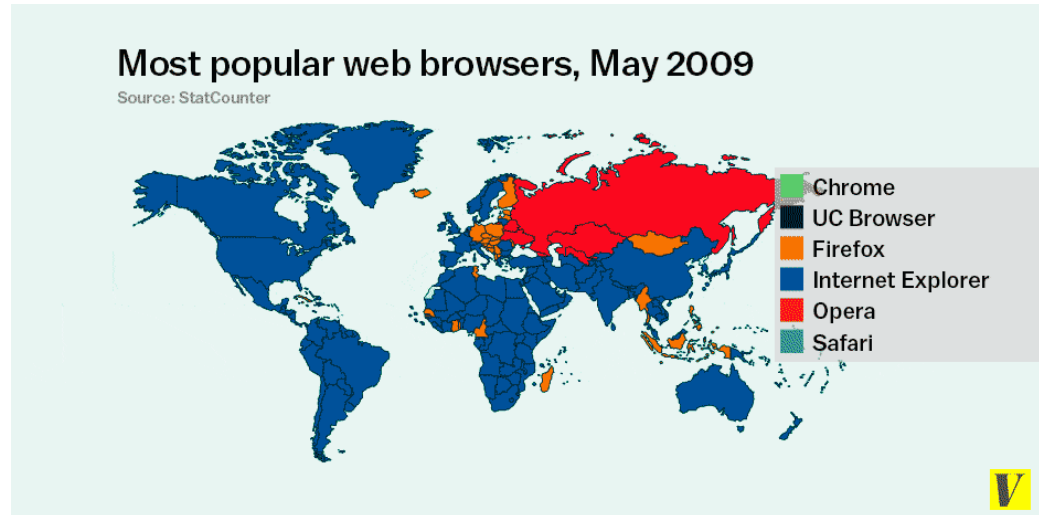 Most popular web browsers, May 2009
Source: StatCounter
Chrome
UC Browser
Firefox
Internet Explorer
Opera
Safari
V